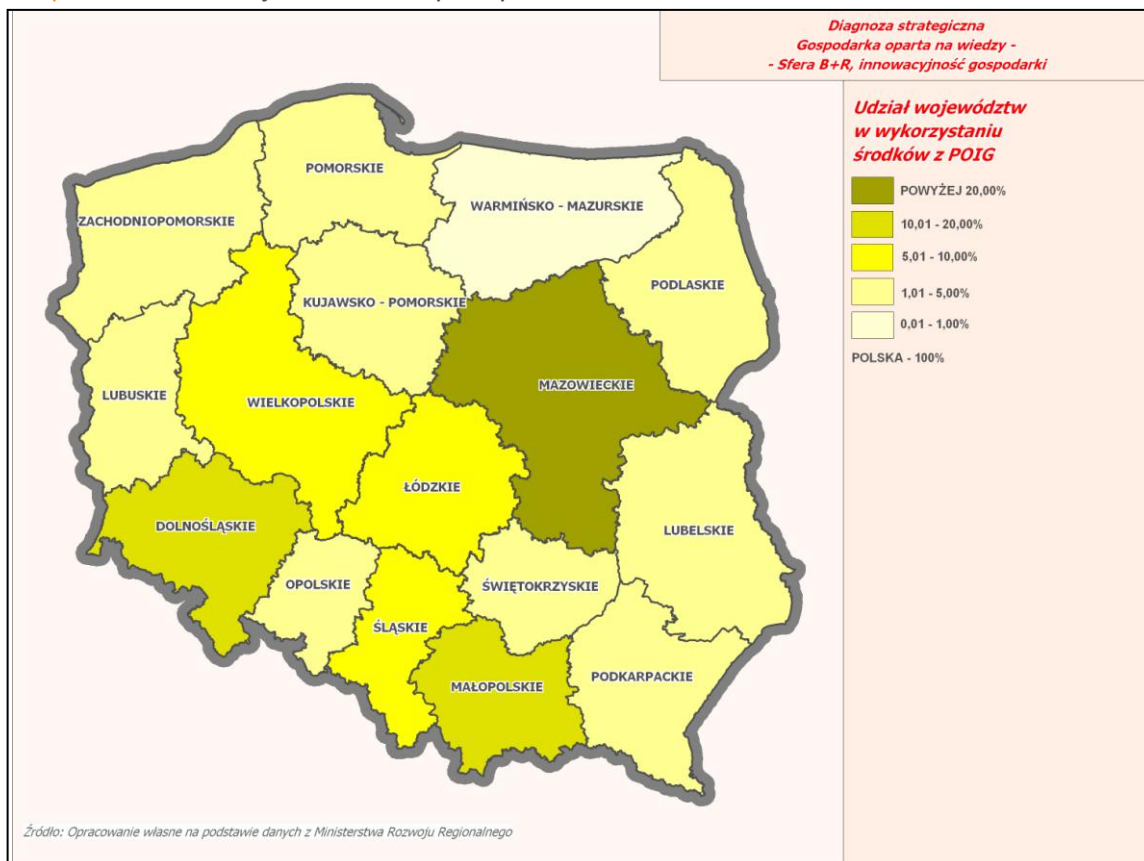 Diagnoza strategiczna
Gospodarka oparta na wiedzy -
- Sfera B+R, innowacyjność gospodarki
Udział województw
w wykorzystaniu
środków z POIG
POWYŻEJ 20,00%
10,01 - 20,00%
5,01 - 10,00%
1,01 - 5,00%
0,01 - 1,00%
POLSKA - 100%
POMORSKIE
WARMIŃSKO - MAZURSKIE
ZACHODNIOPOMORSKIE
PODLASKIE
KUJAWSKO - POMORSKIE
MAZOWIECKIE
LUBUSKIE
WIELKOPOLSKIE
ŁÓDZKIE
DOLNOŚLĄSKIE
LUBELSKIE
OPOLSKIE
ŚWIĘTOKRZYSKIE
ŚLĄSKIE
PODKARPACKIE
MAŁOPOLSKIE
Źródło: Opracowanie własne na podstawie danych z Ministerstwa Rozwoju Regionalnego